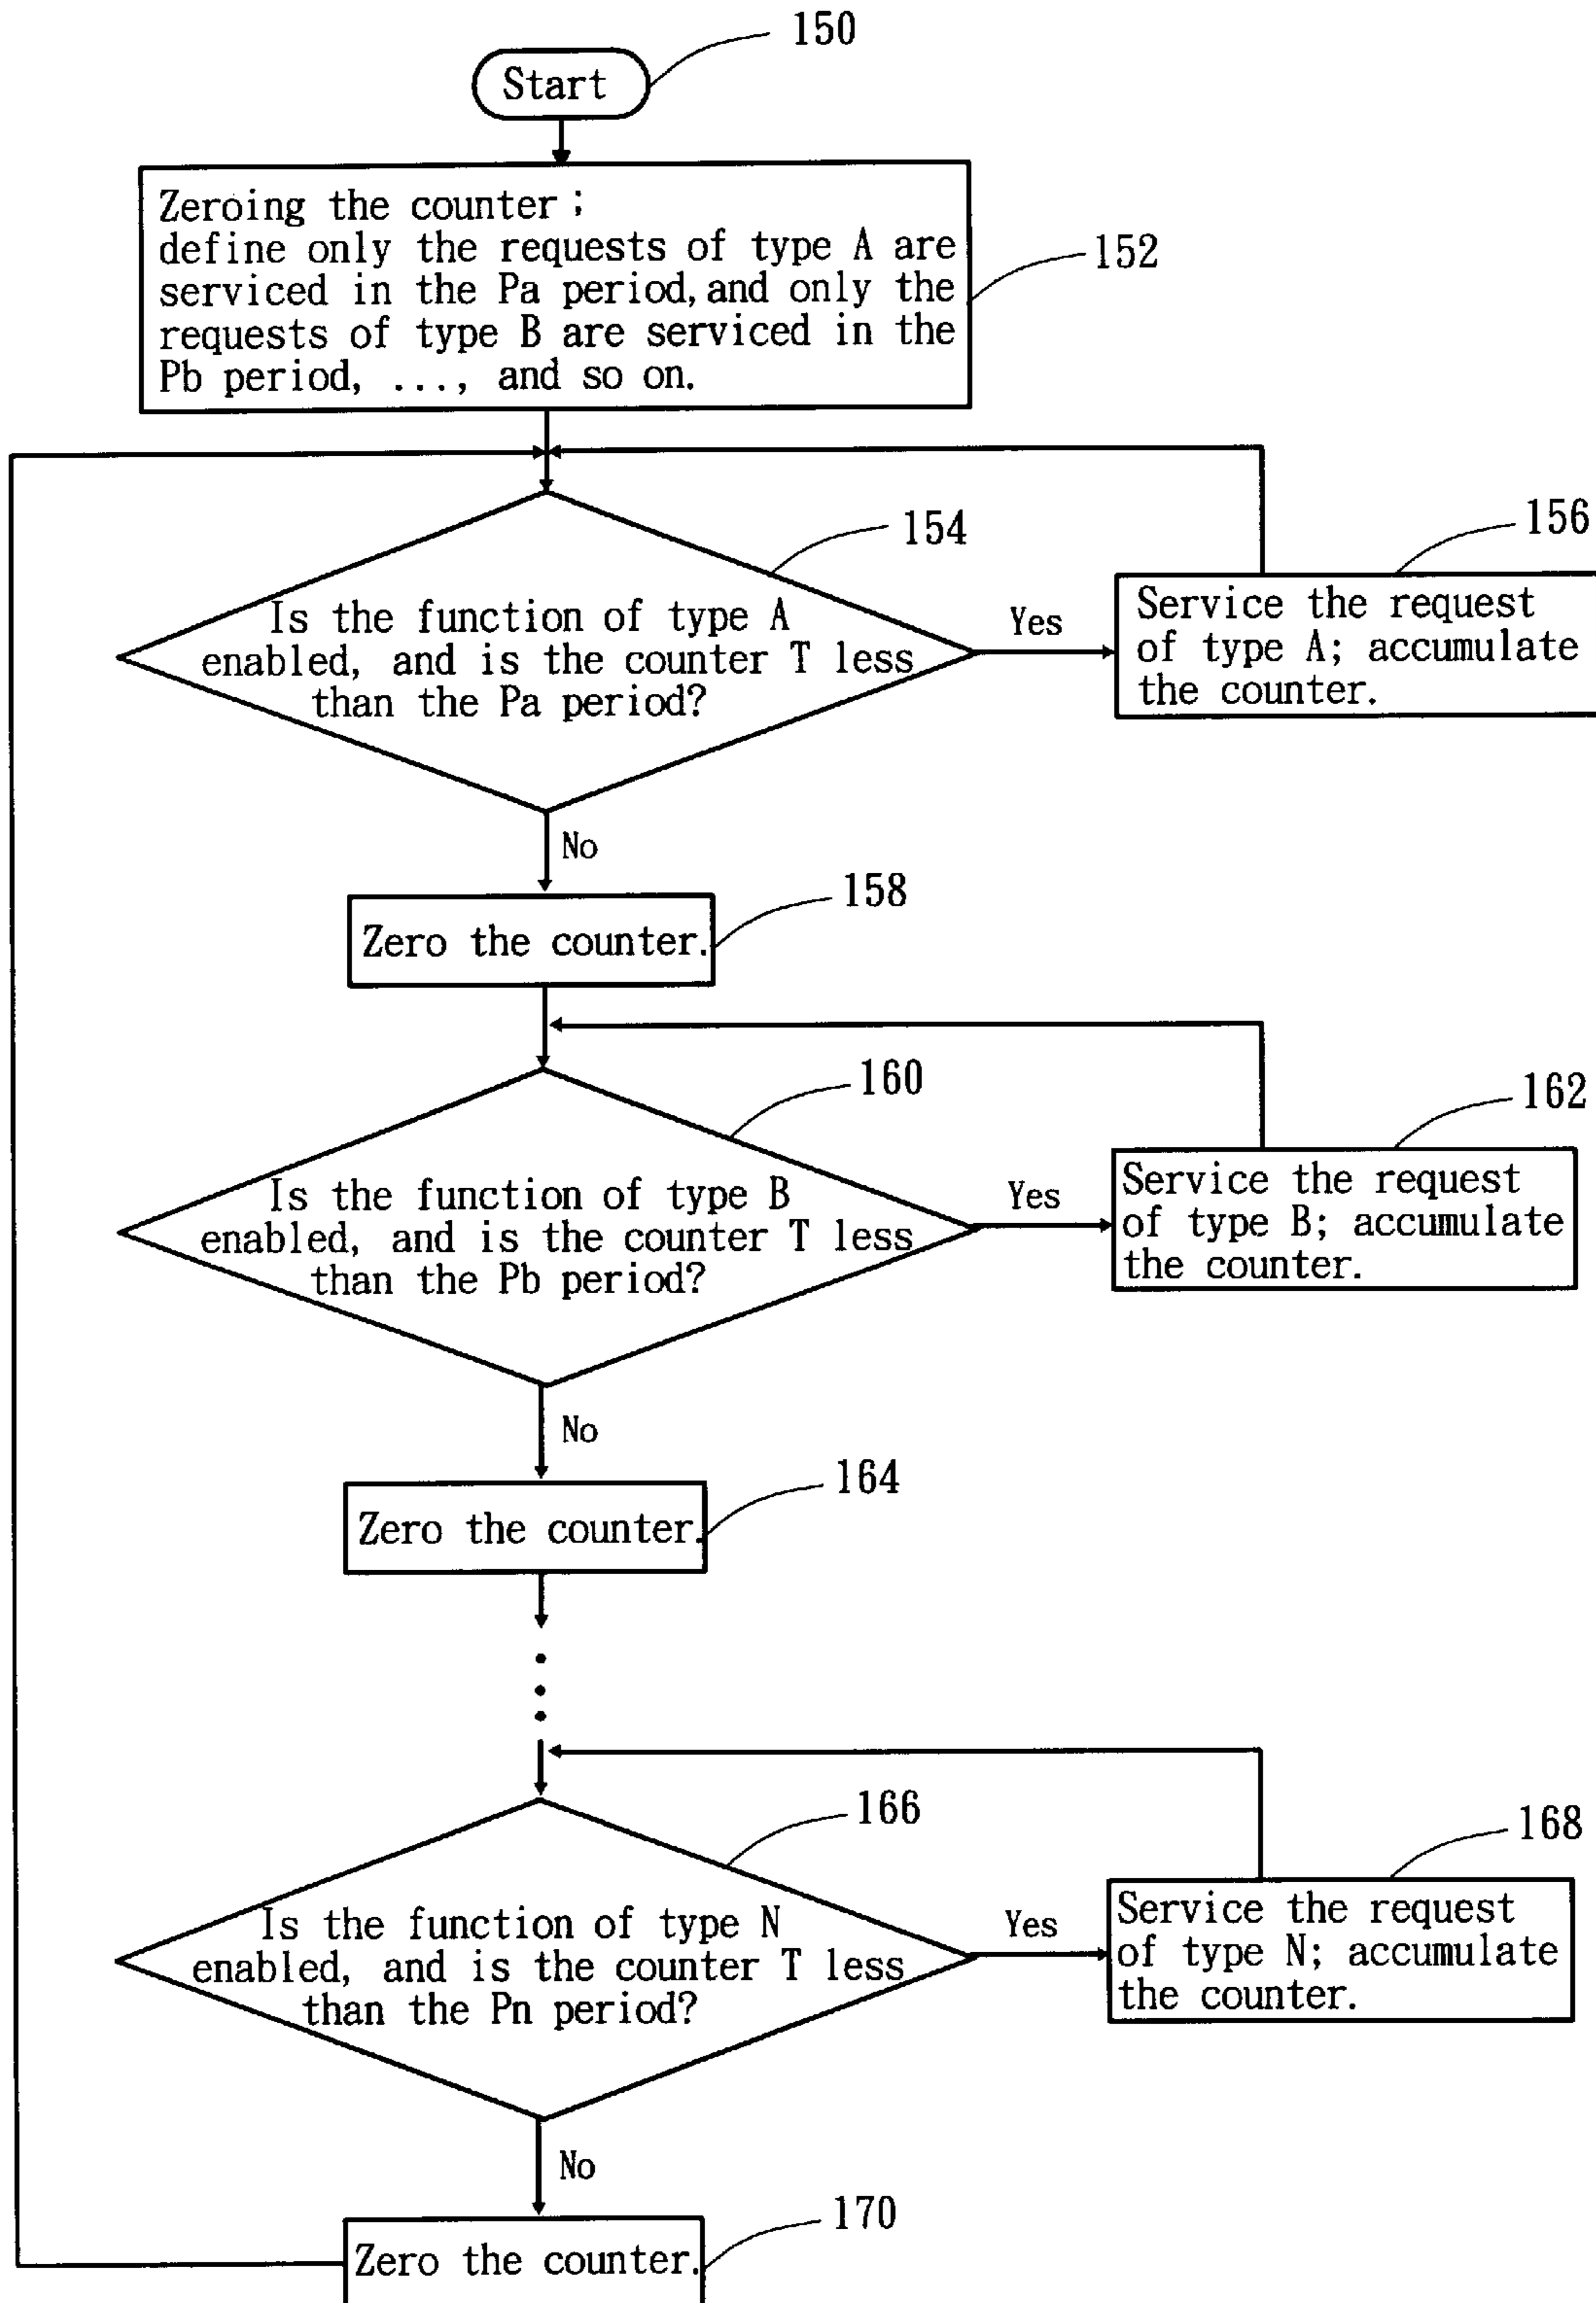 150
Start
Zeroing the counter ;
define only the requests of type A are
serviced in the Pa period, and only the
requests of type B are serviced in the
Pb period, ..., and so on.
152
154
Is the function of type A
enabled, and is the counter T less
than the Pa period?
Yes
156
Service the request
of type A; accumulate
the counter.
No
158
Zero the counter.
160
Is the function of type B
enabled, and is the counter T less
than the Pb period?
Yes
162
Service the request
of type B; accumulate
the counter.
No
164
Zero the counter.
166
Is the function of type N
enabled, and is the counter T less
than the Pn period?
Yes
168
Service the request
of type N; accumulate
the counter.
No
170
Zero the counter.